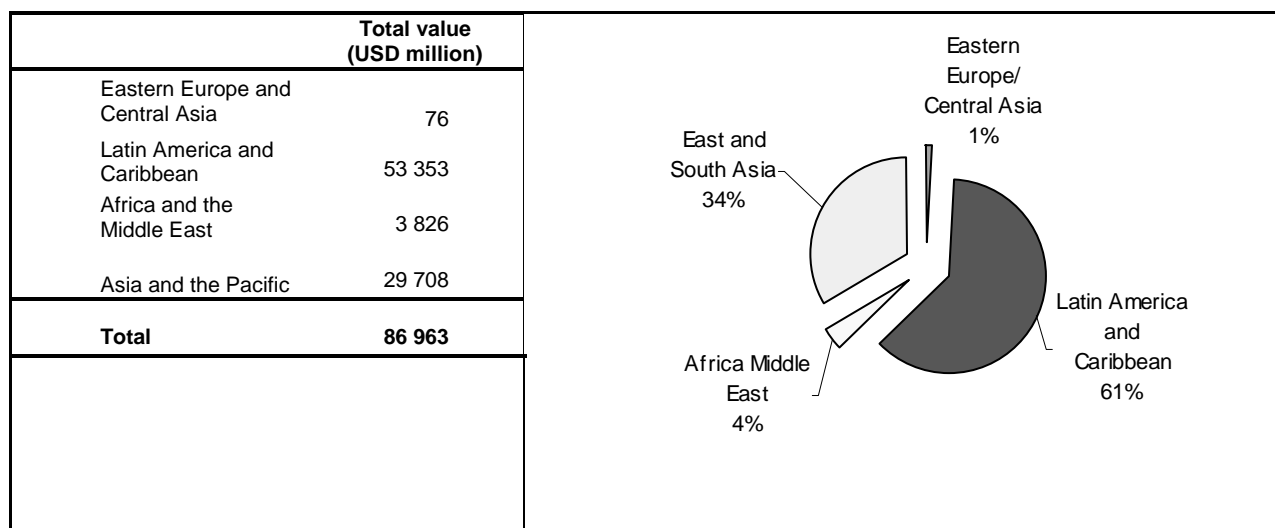 Total value
(USD million)
Eastern Europe and
Central Asia
76
Latin America and
Caribbean
53 353
Africa and the
Middle East
3 826
Asia and the Pacific
29 708
Total
86 963
Eastern
Europe/
Central Asia
1%
East and
South Asia
34%
Latin America
and
Caribbean
61%
Africa Middle
East
4%